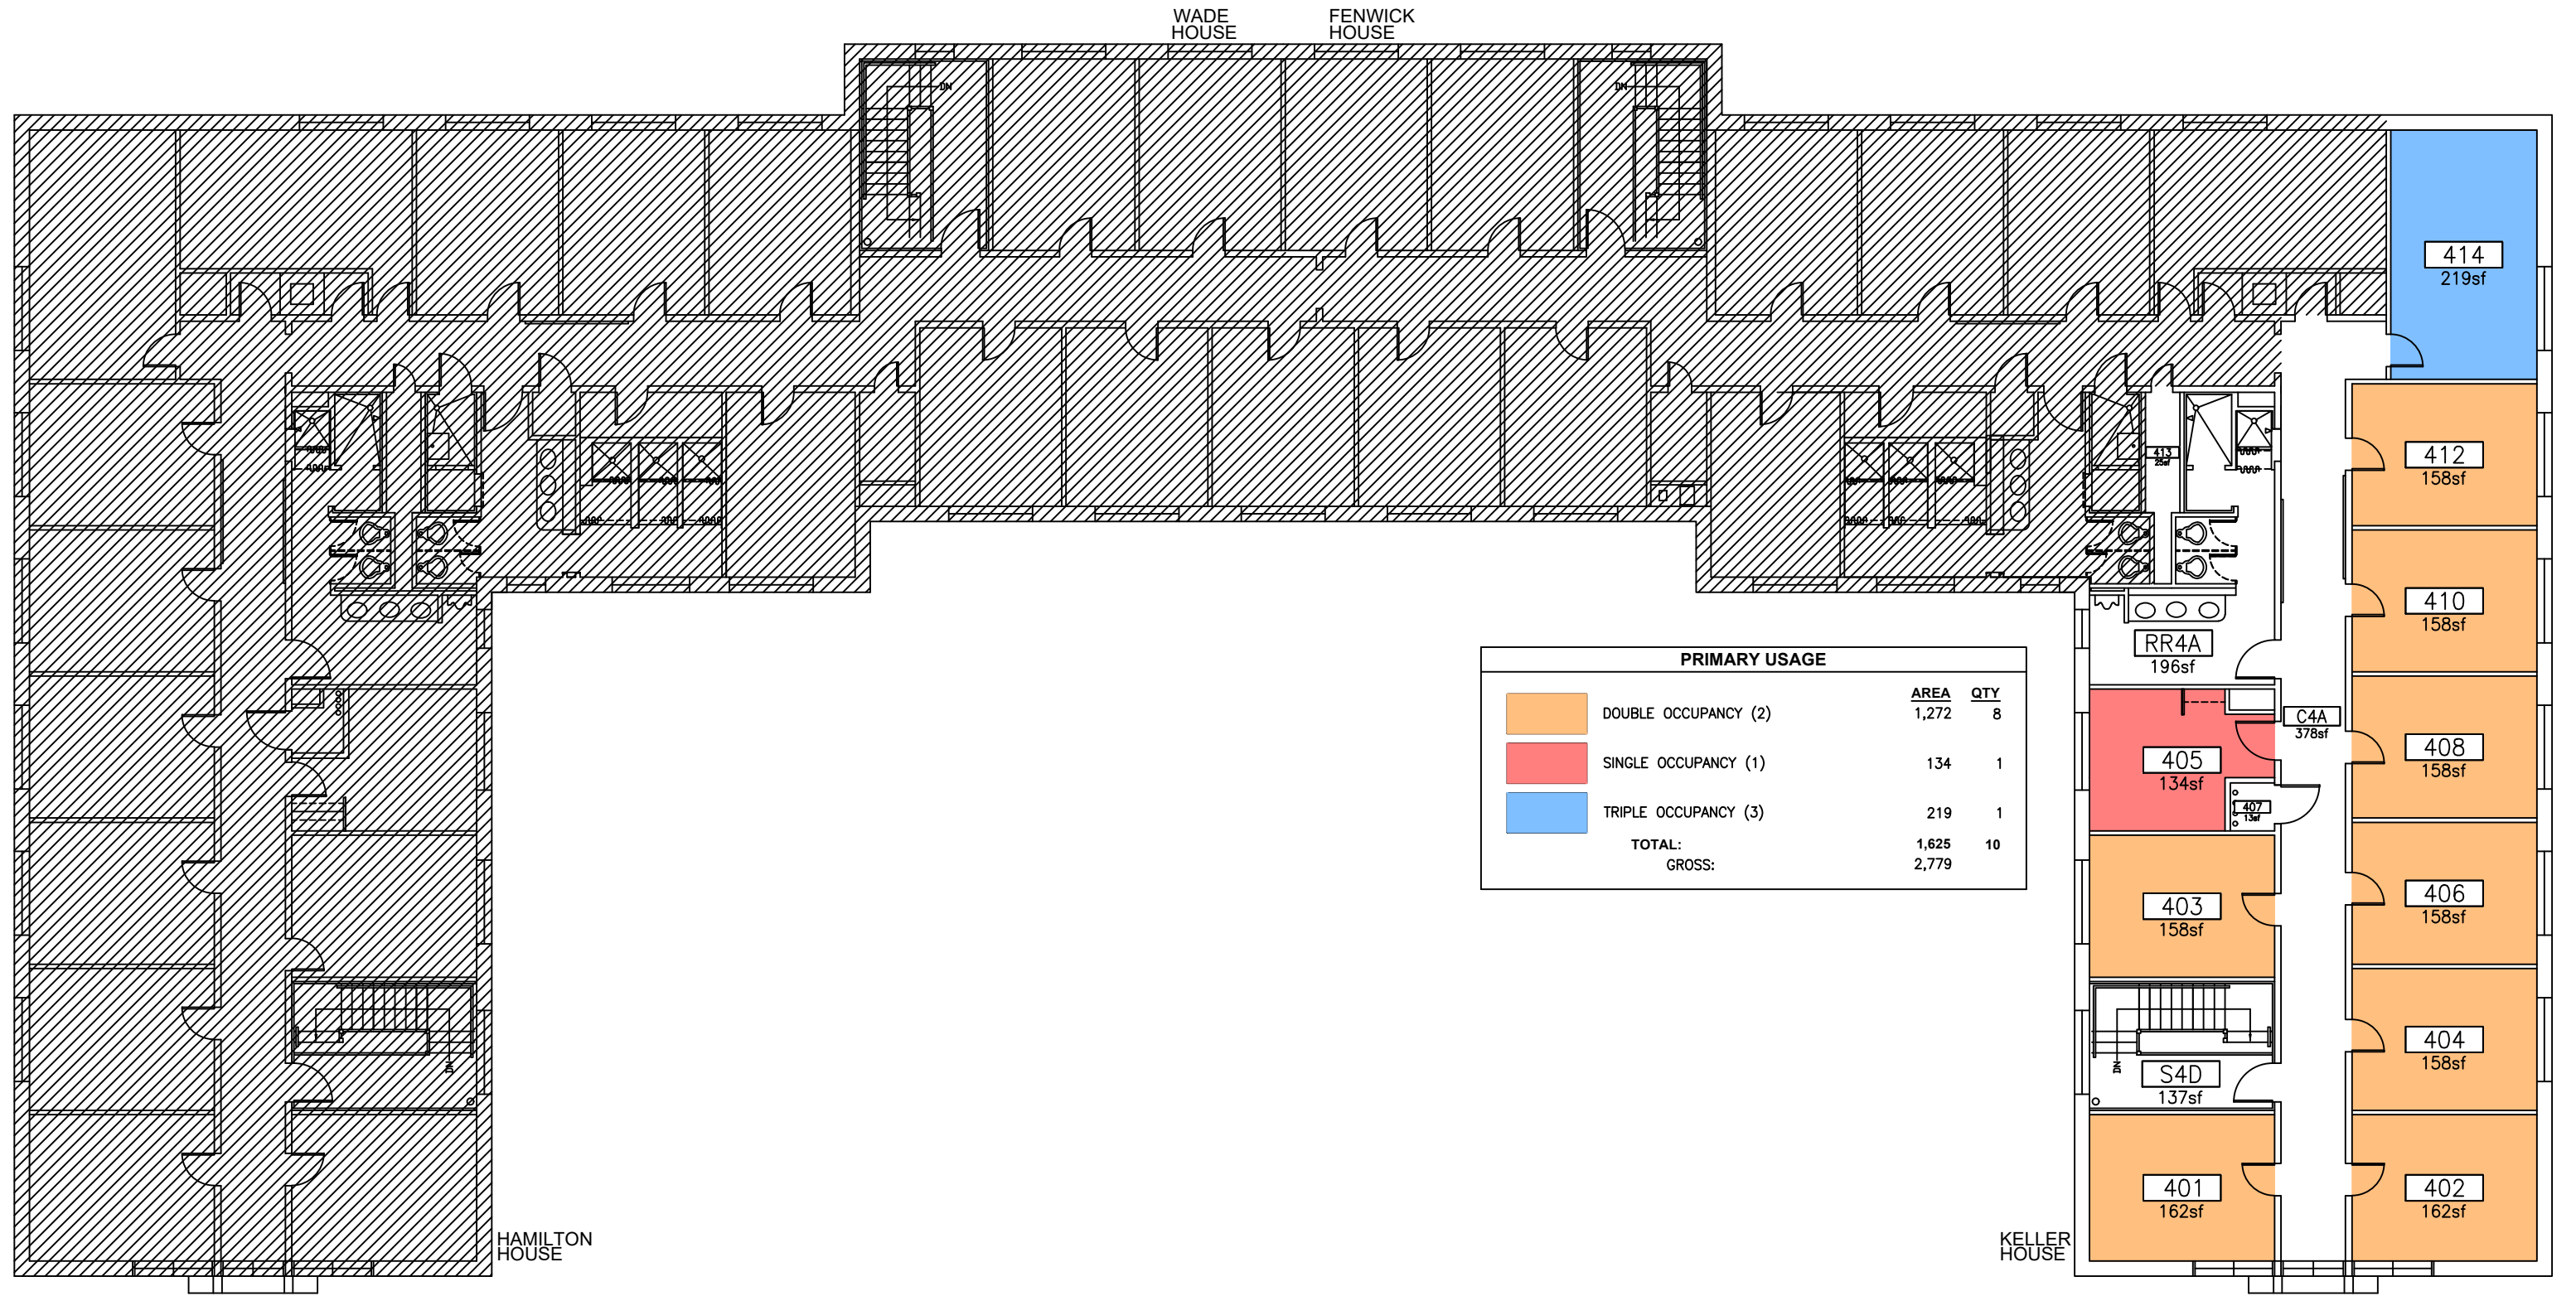 WADE
HOUSE
FENWICK
HOUSE
DN
DN
414
219sf
412
158sf
413
25sf
410
158sf
RR4A
196sf
PRIMARY USAGE
AREA QTY
DOUBLE OCCUPANCY (2) 1,272 8
SINGLE OCCUPANCY (1) 134 1
TRIPLE OCCUPANCY (3) 219 1
TOTAL: 1,625 10
GROSS: 2,779
C4A
378sf
408
158sf
405
134sf
407
13sf
403
158sf
406
158sf
404
158sf
DN
DN
S4D
137sf
401
162sf
402
162sf
HAMILTON
HOUSE
KELLER
HOUSE